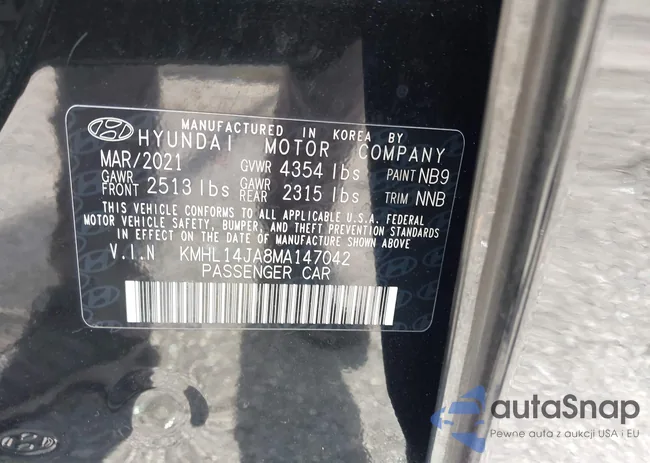 MANUFACTURED IN KOREA BY
HYUNDAI MOTOR COMPANY
MAR/2021 GVWR 4354 lbs PAINT NB9
GAWR FRONT 2513 lbs GAWR REAR 2315 lbs TRIM NNB
THIS VEHICLE CONFORMS TO ALL APPLICABLE U.S.A. FEDERAL
MOTOR VEHICLE SAFETY, BUMPER, AND THEFT PREVENTION STANDARDS
IN EFFECT ON THE DATE OF MANUFACTURE SHOWN ABOVE
V.I.N KMHL14JA8MA147042
PASSENGER CAR
autaSnap
Pewne auta z aukcji USA i EU